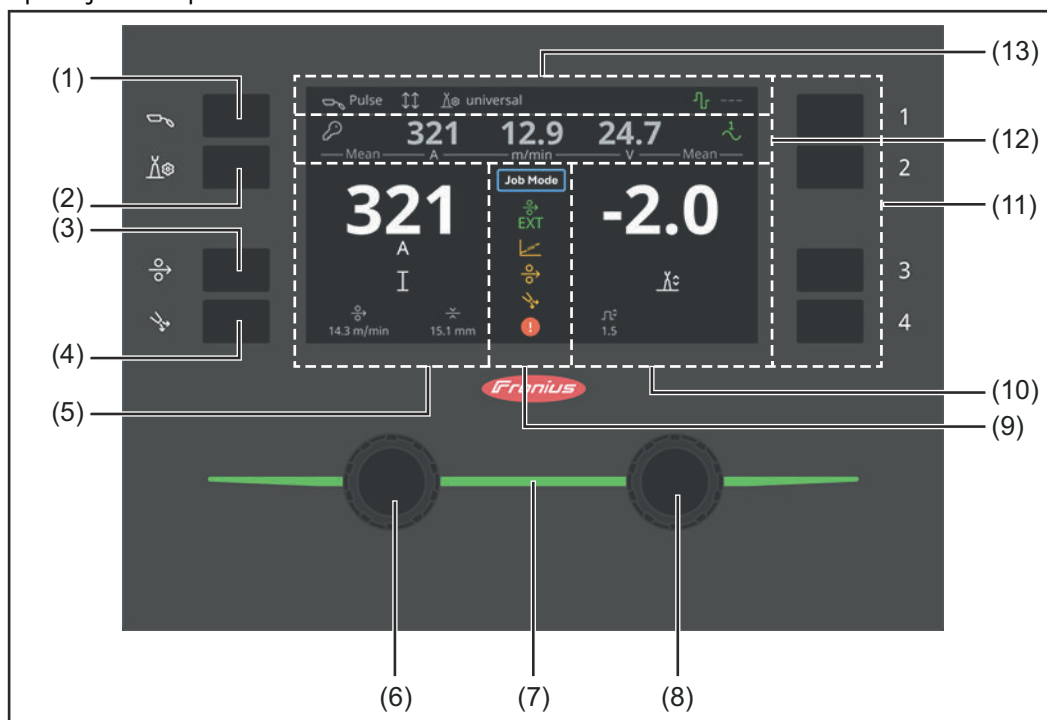 (13)
(1)
Pulse universal ---
1
(12)
321 12.9 24.7 1
Mean A m/min V Mean
2
(2)
Job Mode
(11)
(3)
321 -2.0
EXT
A
3
I
14.3 m/min 15.1 mm ! 1.5
4
(4)
(5)
Fronius
(10)
(9)
(6)
(7)
(8)